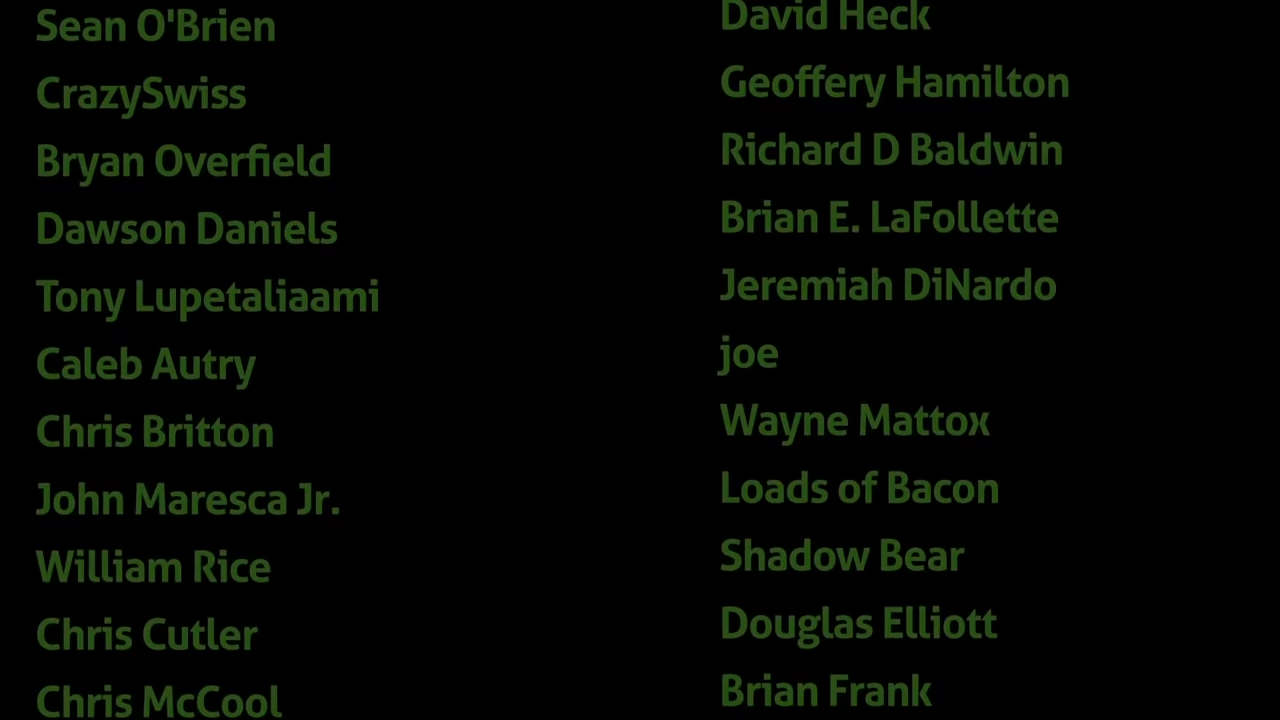 Sean O'Brien
CrazySwiss
Bryan Overfield
Dawson Daniels
Tony Lupetaliaami
Caleb Autry
Chris Britton
John Maresca Jr.
William Rice
Chris Cutler
Chris McCool
David Heck
Geoffery Hamilton
Richard D Baldwin
Brian E. LaFollette
Jeremiah DiNardo
joe
Wayne Mattox
Loads of Bacon
Shadow Bear
Douglas Elliott
Brian Frank